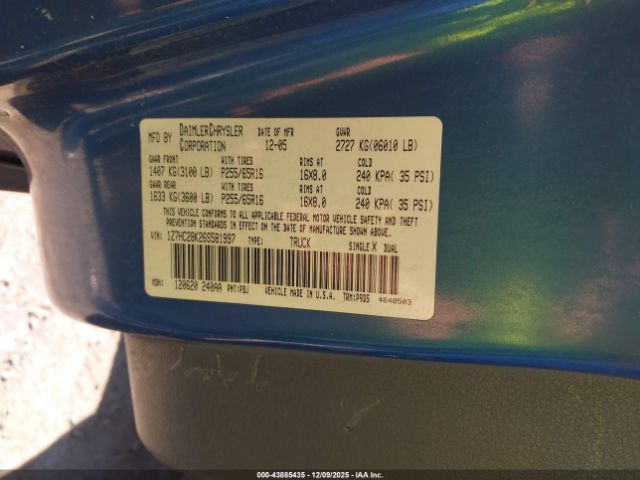 MFD BY DAIMLERCHRYSLER CORPORATION DATE OF MFR 12-05 GVWR 2727 KG(06010 LB)
GAWR FRONT WITH TIRES RIMS AT COLD
1407 KG(3100 LB) P255/65R16 16X8.0 240 KPA( 35 PSI)
GAWR REAR WITH TIRES RIMS AT COLD
1633 KG(3600 LB) P255/65R16 16X8.0 240 KPA( 35 PSI)
THIS VEHICLE CONFORMS TO ALL APPLICABLE FEDERAL MOTOR VEHICLE SAFETY AND THEFT
PREVENTION STANDARDS IN EFFECT ON THE DATE OF MANUFACTURE SHOWN ABOVE.
VIN: 1Z7HC28K26S581997 TYPE: TRUCK SINGLE X DUAL
MDH: 120620 240AA PNT:PBJ VEHICLE MADE IN U.S.A. TRM:P9D5 4648503
000-43885435 - 12/09/2025 - IAAI.com